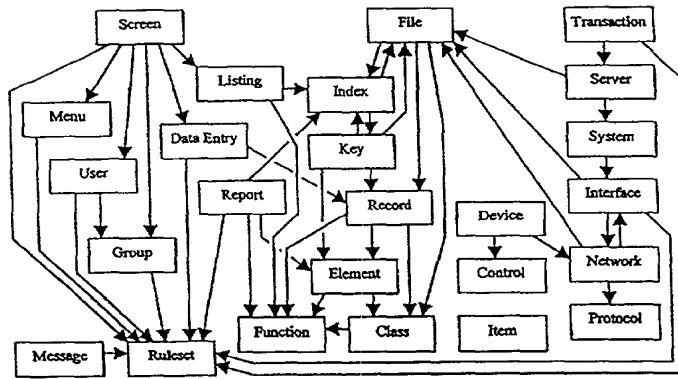 Screen
File
Transaction
Listing
Server
Index
Menu
Data Entry
System
Key
User
Report
Interface
Record
Device
Group
Element
Control
Network
Function
Class
Item
Protocol
Message
Ruleset